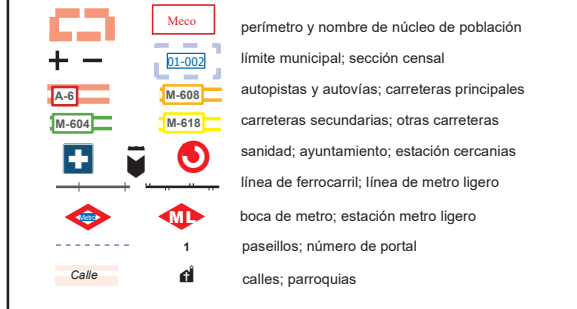 Meco perímetro y nombre de núcleo de población
01-002 límite municipal; sección censal
A-6 M-608 autopistas y autovías; carreteras principales
M-604 M-618 carreteras secundarias; otras carreteras
sanidad; ayuntamiento; estación cercanias
línea de ferrocarril; línea de metro ligero
Metro ML boca de metro; estación metro ligero
1 paseillos; número de portal
Calle calles; parroquias